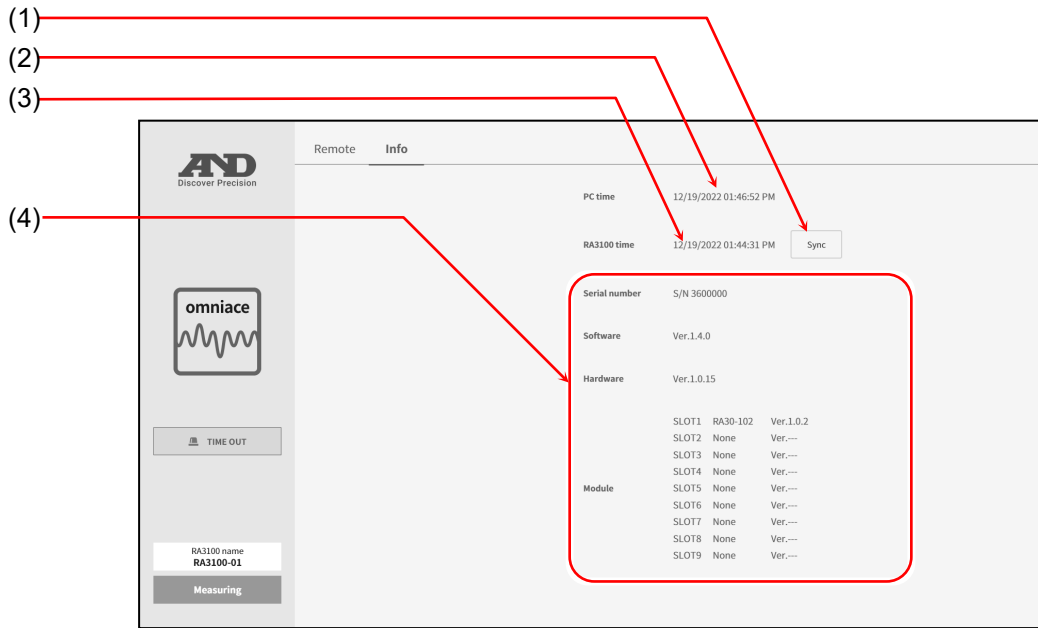 (1)
(2)
(3)
(4)
AND
Discover Precision
Remote Info
PC time 12/19/2022 01:46:52 PM
RA3100 time 12/19/2022 01:44:31 PM Sync
omniace
Serial number S/N 3600000
Software Ver.1.4.0
Hardware Ver.1.0.15
TIME OUT
SLOT1 RA30-102 Ver.1.0.2
SLOT2 None Ver.---
SLOT3 None Ver.---
SLOT4 None Ver.---
Module SLOT5 None Ver.---
SLOT6 None Ver.---
SLOT7 None Ver.---
SLOT8 None Ver.---
SLOT9 None Ver.---
RA3100 name
RA3100-01
Measuring